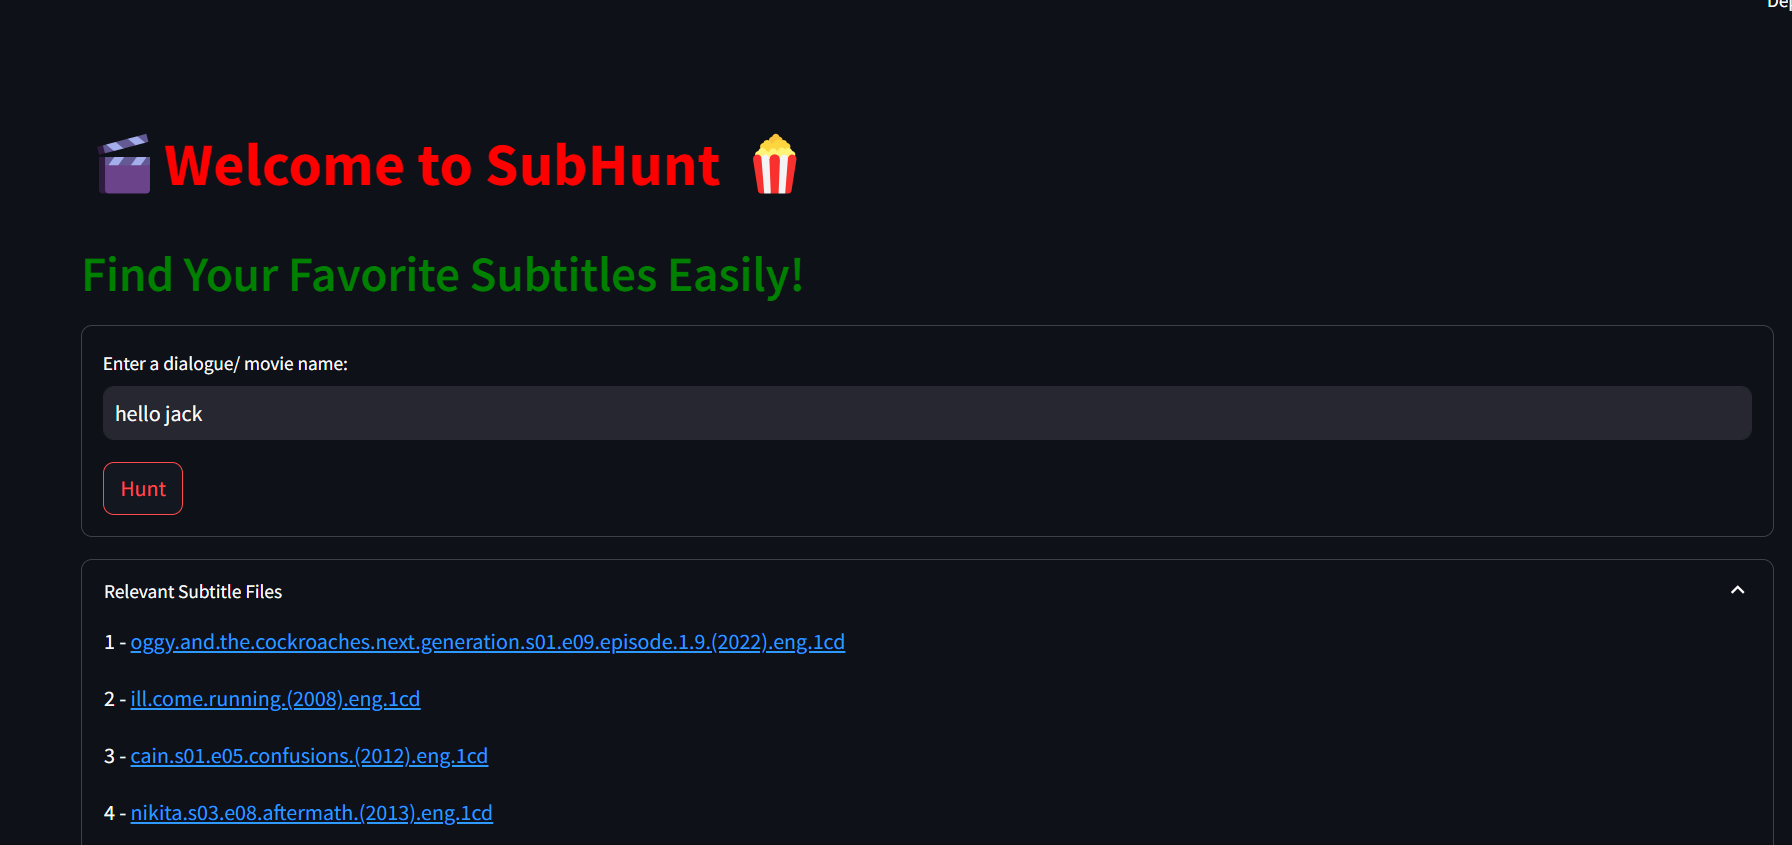 Welcome to SubHunt
Find Your Favorite Subtitles Easily!
Enter a dialogue/ movie name:
hello jack
Hunt
Relevant Subtitle Files
1 - oggy.and.the.cockroaches.next.generation.s01.e09.episode.1.9.(2022).eng.1cd
2 - ill.come.running.(2008).eng.1cd
3 - cain.s01.e05.confusions.(2012).eng.1cd
4 - nikita.s03.e08.aftermath.(2013).eng.1cd